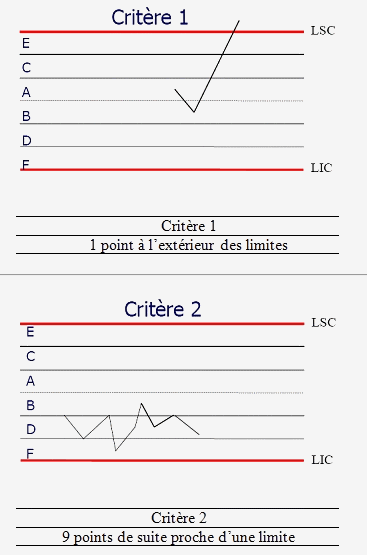 Critère 1
LSC
E
C
A
B
D
F
LIC
Critère 1
1 point à l'extérieur des limites
Critère 2
LSC
E
C
A
B
D
F
LIC
Critère 2
9 points de suite proche d'une limite